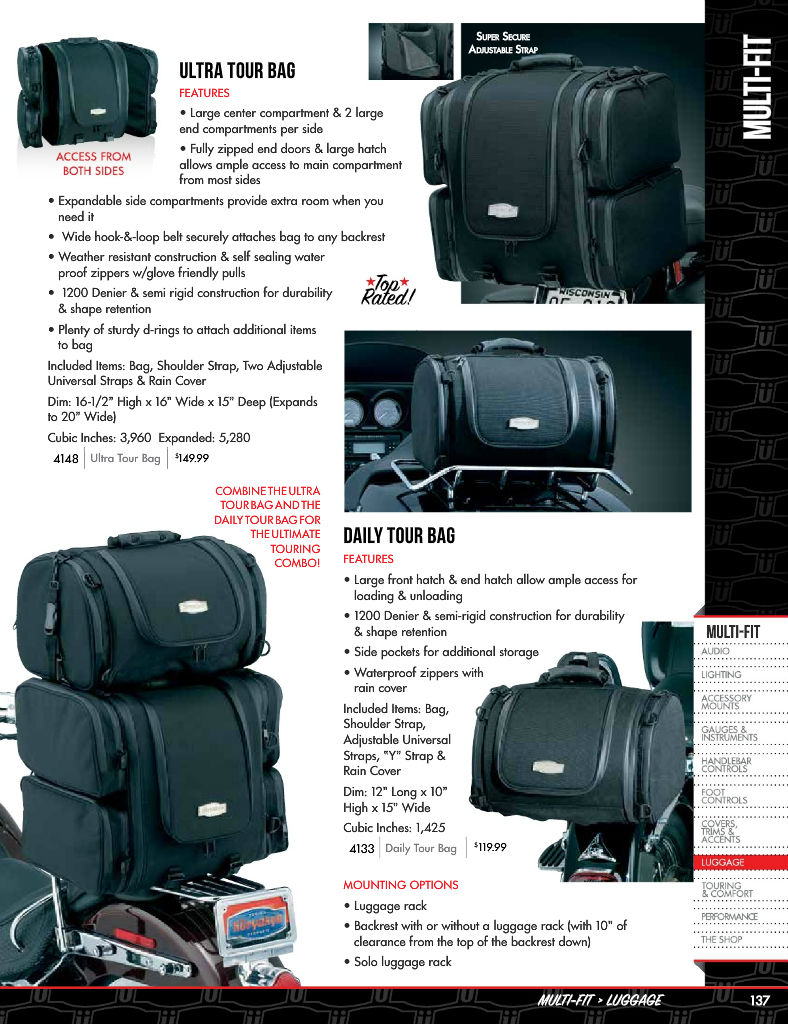 MULTI-FIT
SUPER SECURE
ADJUSTABLE STRAP
ACCESS FROM
BOTH SIDES
ULTRA TOUR BAG
FEATURES
• Large center compartment & 2 large
end compartments per side
• Fully zipped end doors & large hatch
allows ample access to main compartment
from most sides
• Expandable side compartments provide extra room when you
need it
• Wide hook-&-loop belt securely attaches bag to any backrest
• Weather resistant construction & self sealing water
proof zippers w/glove friendly pulls
• 1200 Denier & semi rigid construction for durability
& shape retention
• Plenty of sturdy d-rings to attach additional items
to bag
Included Items: Bag, Shoulder Strap, Two Adjustable
Universal Straps & Rain Cover
Dim: 16-1/2" High x 16" Wide x 15" Deep (Expands
to 20" Wide)
Cubic Inches: 3,960 Expanded: 5,280
4148 Ultra Tour Bag $149.99
Top
Rated!
WISCONSIN
COMBINE THE ULTRA
TOUR BAG AND THE
DAILY TOUR BAG FOR
THE ULTIMATE
TOURING
COMBO!
DAILY TOUR BAG
FEATURES
• Large front hatch & end hatch allow ample access for
loading & unloading
• 1200 Denier & semi-rigid construction for durability
& shape retention
• Side pockets for additional storage
• Waterproof zippers with
rain cover
Included Items: Bag,
Shoulder Strap,
Adjustable Universal
Straps, "Y" Strap &
Rain Cover
Dim: 12" Long x 10"
High x 15" Wide
Cubic Inches: 1,425
4133 Daily Tour Bag $119.99
MOUNTING OPTIONS
• Luggage rack
• Backrest with or without a luggage rack (with 10" of
clearance from the top of the backrest down)
• Solo luggage rack
MULTI-FIT
AUDIO
LIGHTING
ACCESSORY
MOUNTS
GAUGES &
INSTRUMENTS
HANDLEBAR
CONTROLS
FOOT
CONTROLS
COVERS,
TRIMS &
ACCENTS
LUGGAGE
TOURING
& COMFORT
PERFORMANCE
THE SHOP
MULTI-FIT > LUGGAGE
137